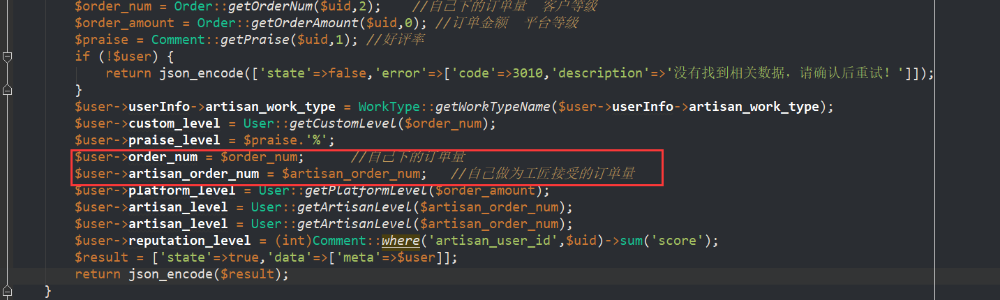 $order_num = Order::getOrderNum($uid,2);    //自己下的订单量  客户等级
$order_amount = Order::getOrderAmount($uid,0); //订单金额  平台等级
$praise = Comment::getPraise($uid,1); //好评率
if (!$user) {
    return json_encode(['state'=>false,'error'=>['code'=>3010,'description'=>'没有找到相关数据，请确认后重试！']]);
}
$user->userInfo->artisan_work_type = WorkType::getWorkTypeName($user->userInfo->artisan_work_type);
$user->custom_level = User::getCustomLevel($order_num);
$user->praise_level = $praise.'%';
$user->order_num = $order_num;      //自己下的订单量
$user->artisan_order_num = $artisan_order_num;   //自己做为工匠接受的订单量
$user->platform_level = User::getPlatformLevel($order_amount);
$user->artisan_level = User::getArtisanLevel($artisan_order_num);
$user->artisan_level = User::getArtisanLevel($artisan_order_num);
$user->reputation_level = (int)Comment::where('artisan_user_id',$uid)->sum('score');
$result = ['state'=>true,'data'=>['meta'=>$user]];
return json_encode($result);
}